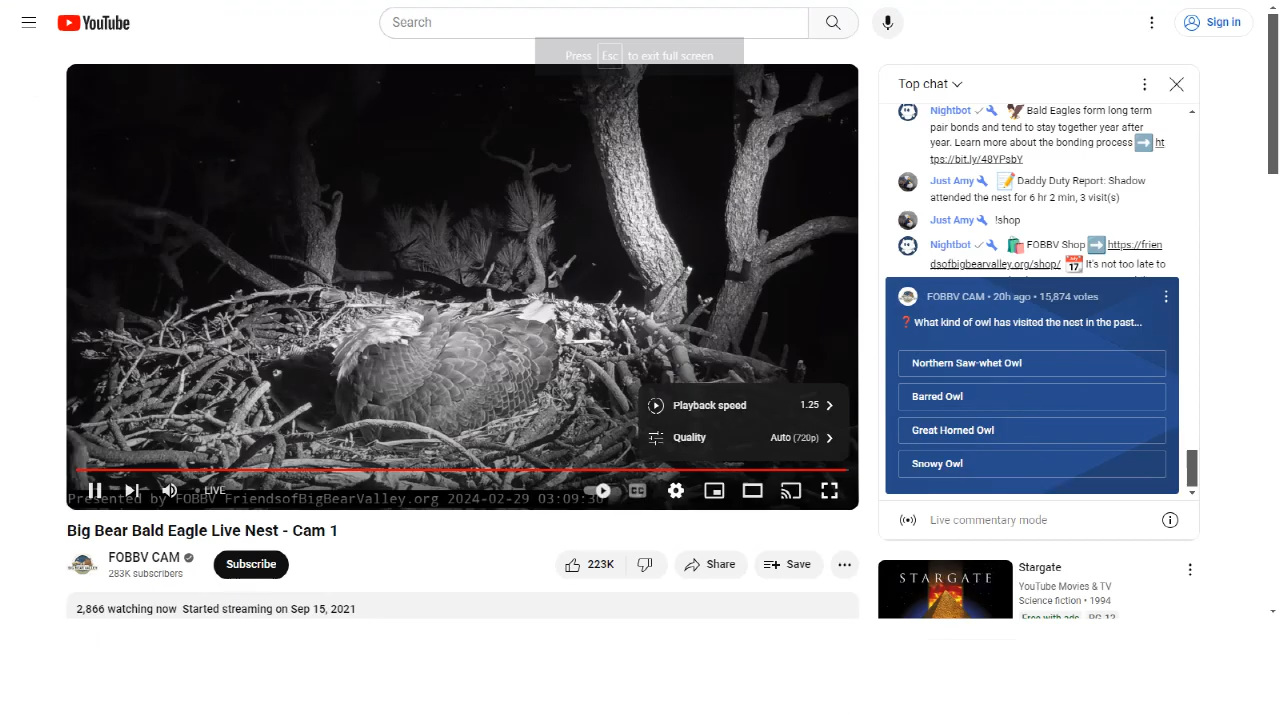 YouTube
Search
Sign in
Press Esc to exit full screen
Playback speed 1.25
Quality Auto (720p)
LIVE
CC
Presented by FOBBV FriendsofBigBearValley.org 2024-02-29 03:09:30
Big Bear Bald Eagle Live Nest - Cam 1
FOBBV CAM
283K subscribers
Subscribe
223K
Share
Save
2,866 watching now Started streaming on Sep 15, 2021
Top chat
Nightbot Bald Eagles form long term
pair bonds and tend to stay together year after
year. Learn more about the bonding process ht
tps://bit.ly/48YPsbY
Just Amy Daddy Duty Report: Shadow
attended the nest for 6 hr 2 min, 3 visit(s)
Just Amy !shop
Nightbot FOBBV Shop https://frien
dsofbigbearvalley.org/shop/ It's not too late to
FOBBV CAM • 20h ago • 15,874 votes
❓What kind of owl has visited the nest in the past...
Northern Saw-whet Owl
Barred Owl
Great Horned Owl
Snowy Owl
Live commentary mode
STARGATE
Stargate
YouTube Movies & TV
Science fiction • 1994
Free with ads PG-13